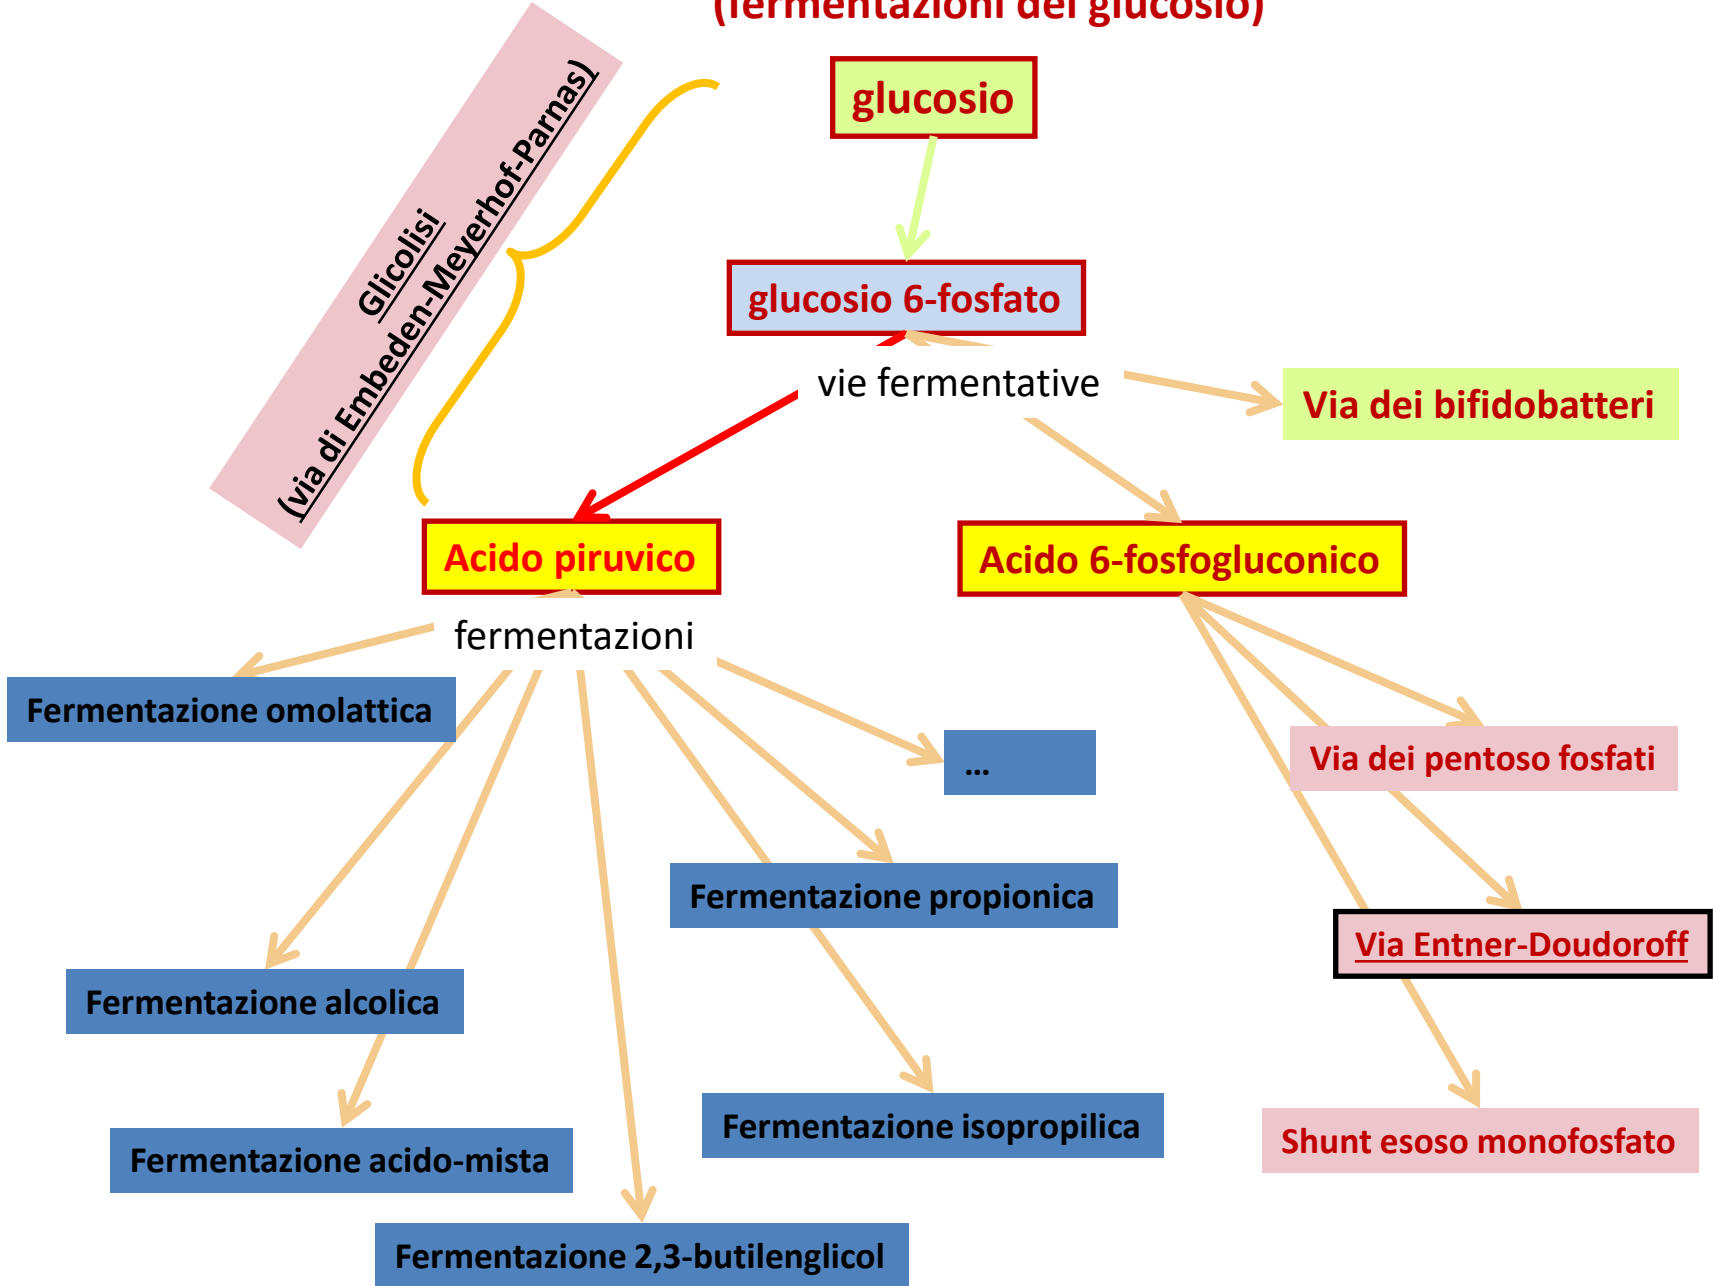 (fermentazioni del glucosio)
glucosio
Glicolisi
(via di Embeden-Meyerhof-Parnas)
glucosio 6-fosfato
vie fermentative
Via dei bifidobatteri
Acido piruvico
Acido 6-fosfogluconico
fermentazioni
Fermentazione omolattica
...
Via dei pentoso fosfati
Fermentazione propionica
Via Entner-Doudoroff
Fermentazione alcolica
Fermentazione isopropilica
Shunt esoso monofosfato
Fermentazione acido-mista
Fermentazione 2,3-butilenglicol